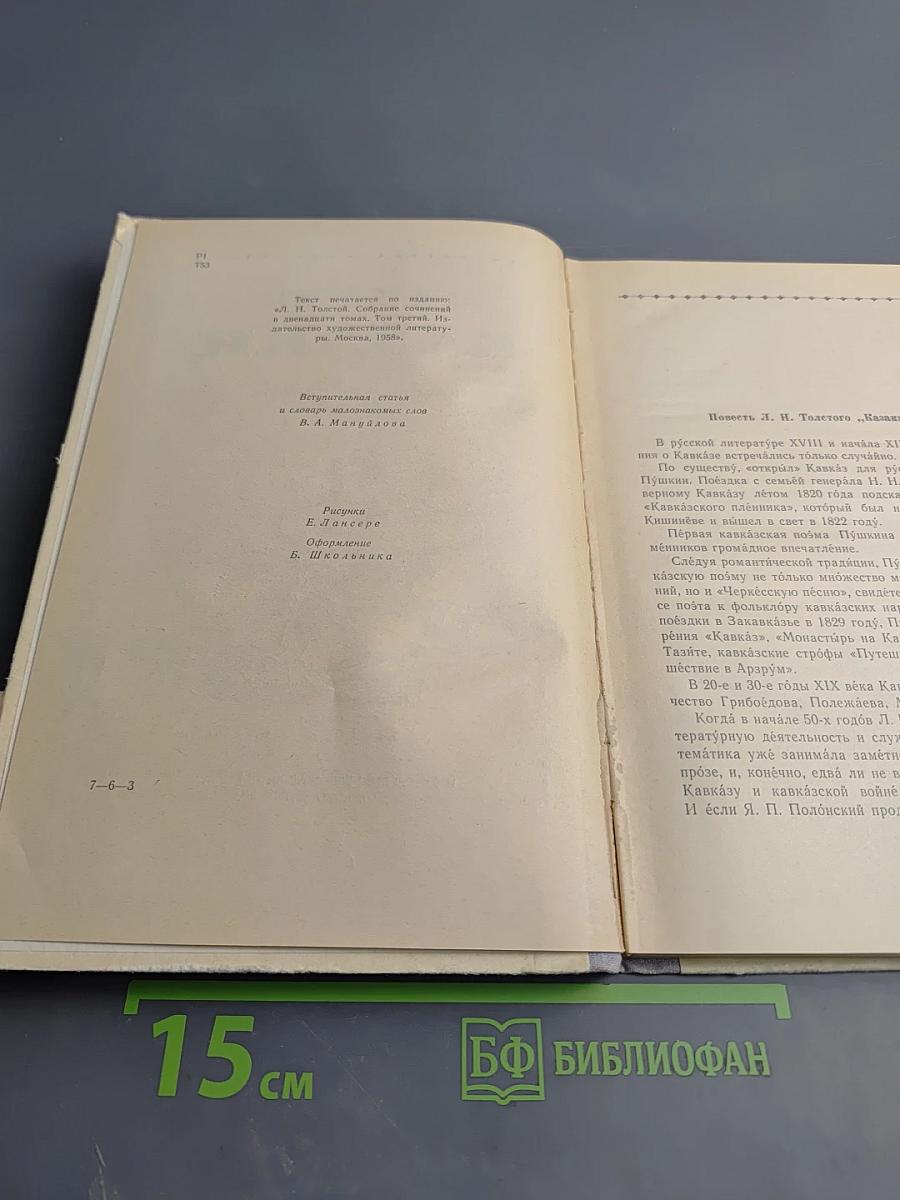 Р1
Т53
Текст печатается по изданию:
«Л. Н. Толстой. Собрание сочинений
в двенадцати томах. Том третий. Из-
дательство художественной литерату-
ры. Москва, 1958».
Вступительная статья
и словарь малознакомых слов
В. А. Мануйлова
Рисунки
Е. Лансере
Оформление
Б. Школьника
7—6—3
Повесть Л. Н. Толстого „Казак
В ру́сской литерату́ре XVIII и нача́ла XI
ния о Кавка́зе встреча́лись то́лько случа́йно.
По существу́, «откры́л» Кавка́з для ру
Пу́шкин. Пое́здка с семьёй генера́ла Н. Н.
верному Кавка́зу ле́том 1820 го́да подска
«Кавка́зского пле́нника», кото́рый был н
Кишинёве и вы́шел в свет в 1822 году́.
Пе́рвая кавка́зская поэ́ма Пу́шкина
ме́нников грома́дное впечатле́ние.
Сле́дуя романти́ческой тради́ции, Пу
ка́зскую поэ́му не то́лько мно́жество м
ний, но и «Черке́сскую пе́сню», свиде́те
се поэ́та к фолькло́ру кавка́зских нар
пое́здки в Закавка́зье в 1829 году́, П
ре́ния «Кавка́з», «Монасты́рь на Ка
Тази́те, кавка́зские стро́фы «Путеш
ше́ствие в Арзру́м».
В 20-е и 30-е го́ды XIX ве́ка Кав
чество Грибое́дова, Полежа́ева, М
Когда́ в нача́ле 50-х годо́в Л.
терату́рную де́ятельность и служ
тема́тика уже́ занима́ла заме́тно
про́зе, и, коне́чно, едва́ ли не в
Кавка́зу и кавка́зской войне́
И е́сли Я. П. Поло́нский прод
15 см
БФ БИБЛИОФАН